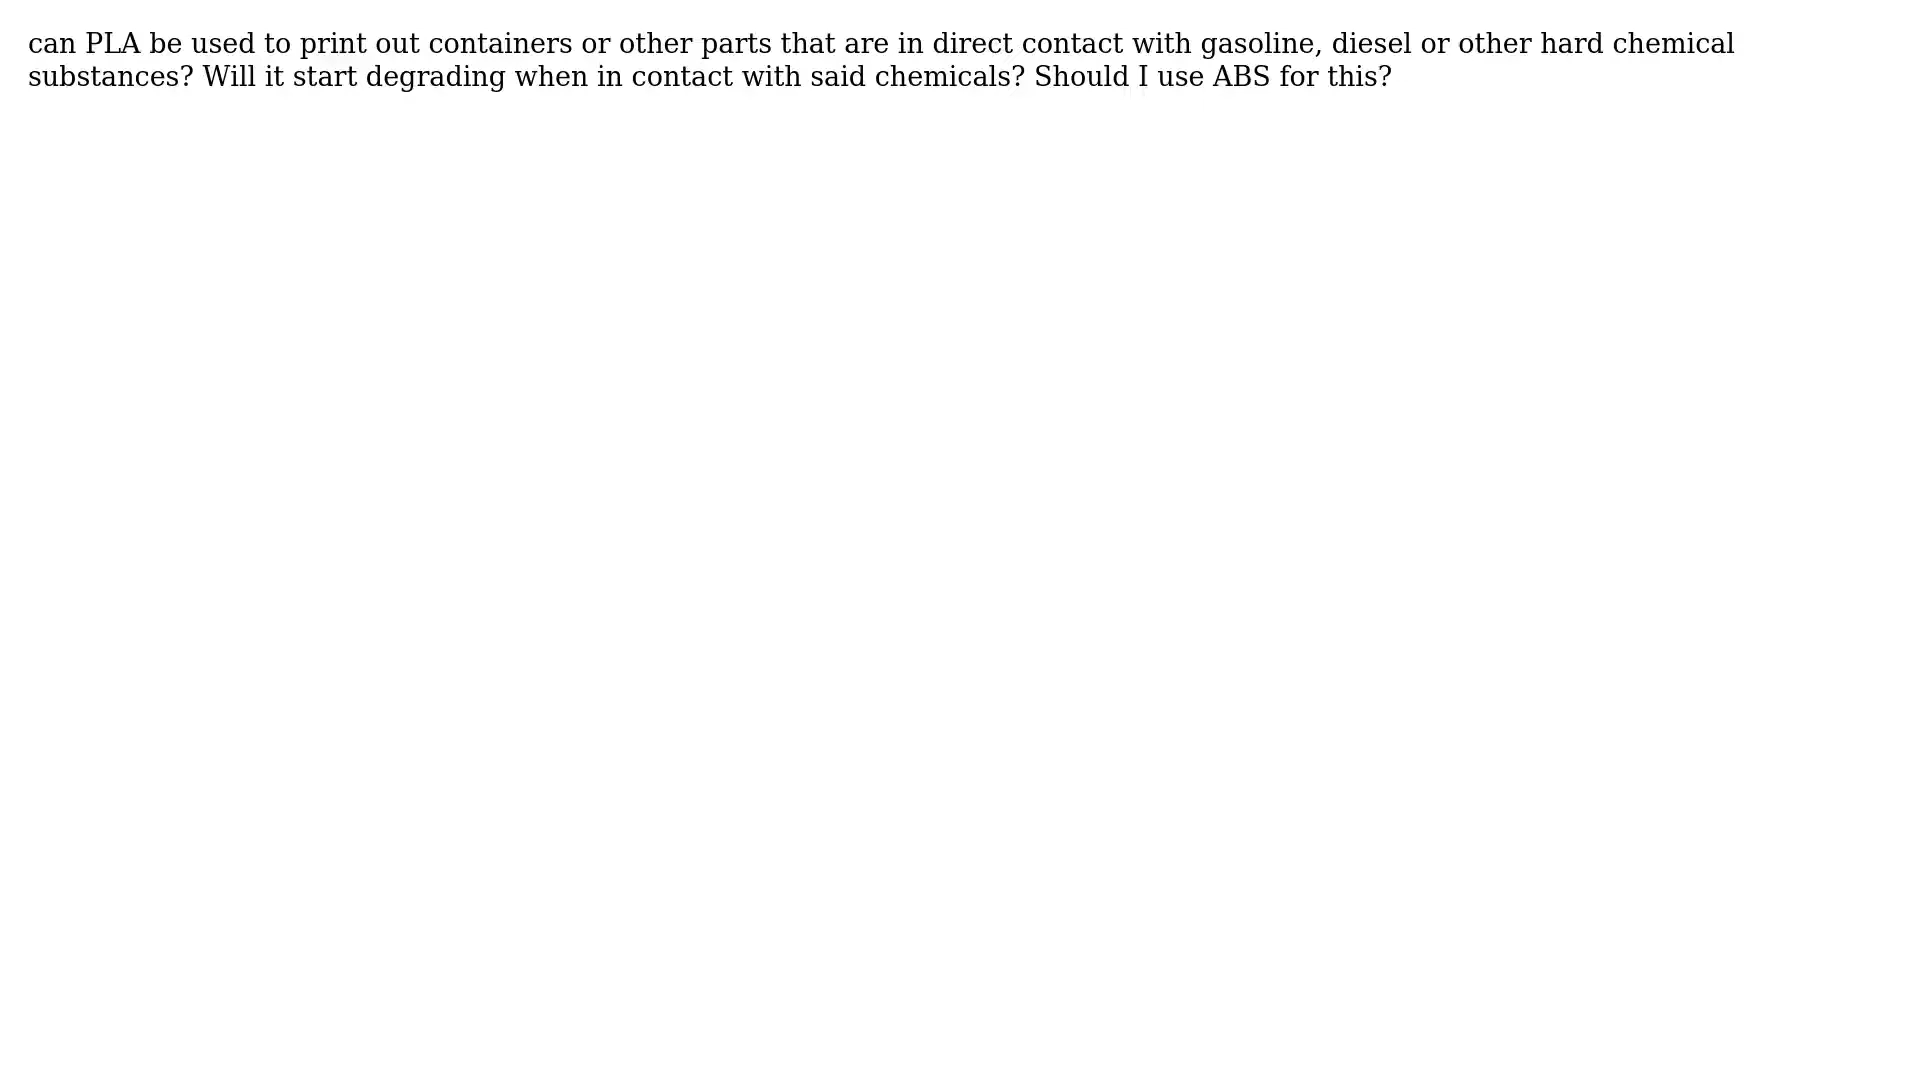 can PLA be used to print out containers or other parts that are in direct contact with gasoline, diesel or other hard chemical
substances? Will it start degrading when in contact with said chemicals? Should I use ABS for this?